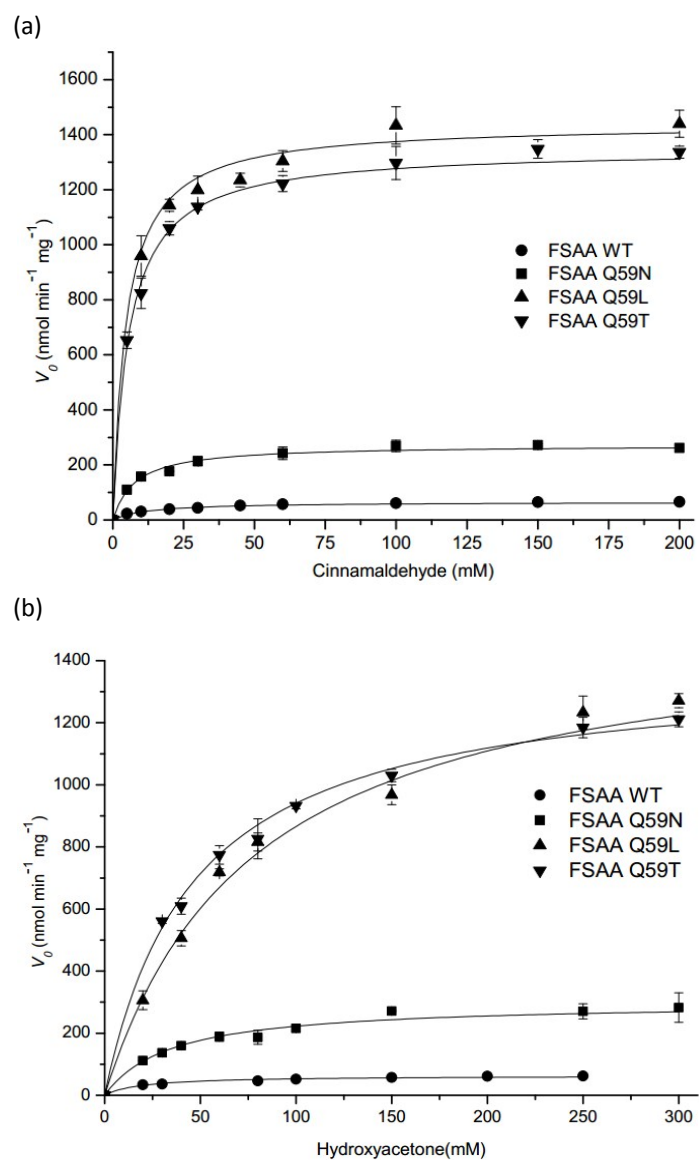 (a)
1600
1400
1200
1000
800
600
400
200
0
V₀ (nmol min⁻¹ mg⁻¹)
FSAA WT
FSAA Q59N
FSAA Q59L
FSAA Q59T
0 25 50 75 100 125 150 175 200
Cinnamaldehyde (mM)
(b)
1400
1200
1000
800
600
400
200
0
V₀ (nmol min⁻¹ mg⁻¹)
FSAA WT
FSAA Q59N
FSAA Q59L
FSAA Q59T
0 50 100 150 200 250 300
Hydroxyacetone(mM)